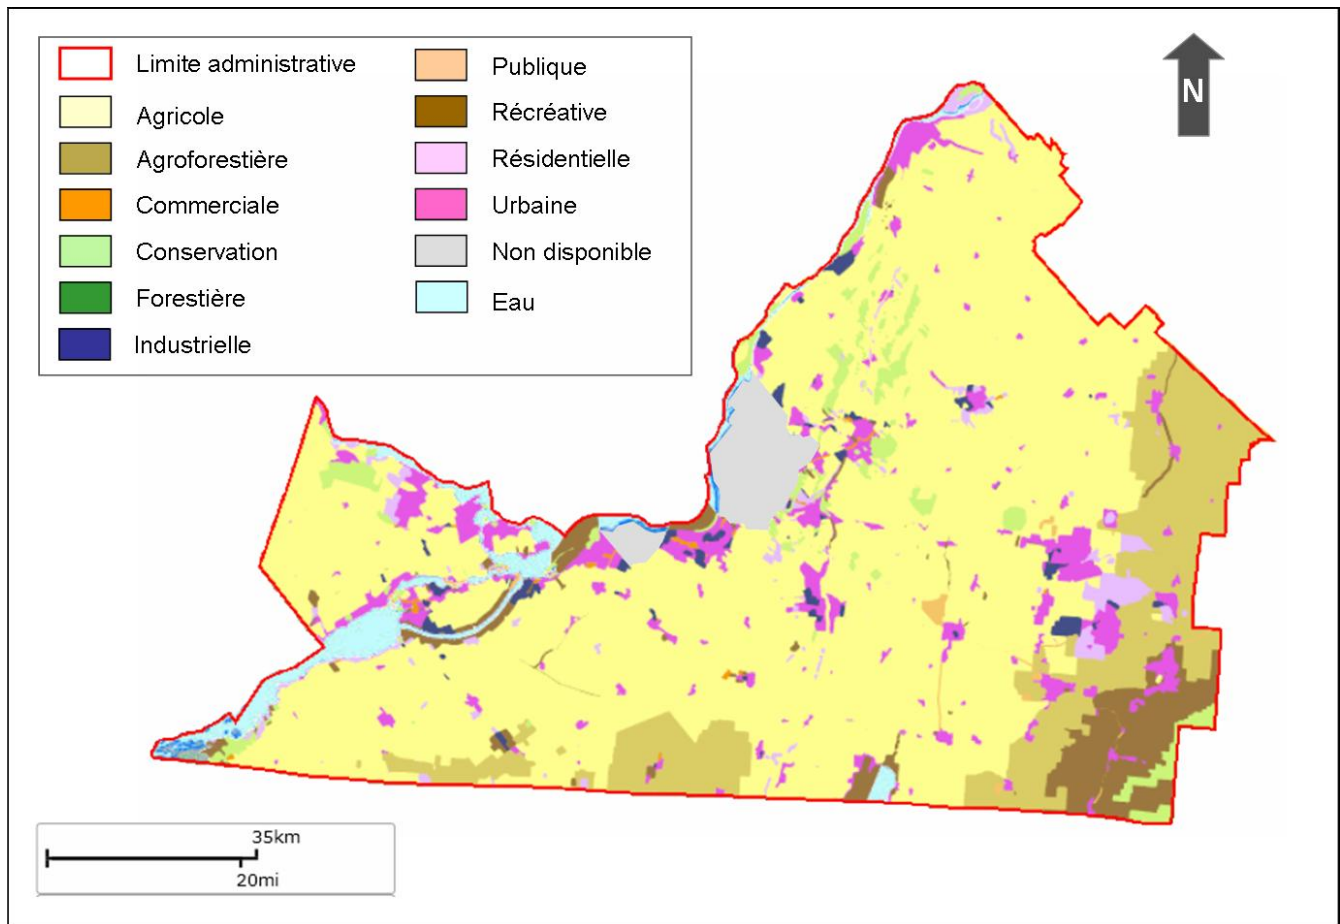 Limite administrative
Agricole
Agroforestière
Commerciale
Conservation
Forestière
Industrielle
Publique
Récréative
Résidentielle
Urbaine
Non disponible
Eau
N
35km
20mi